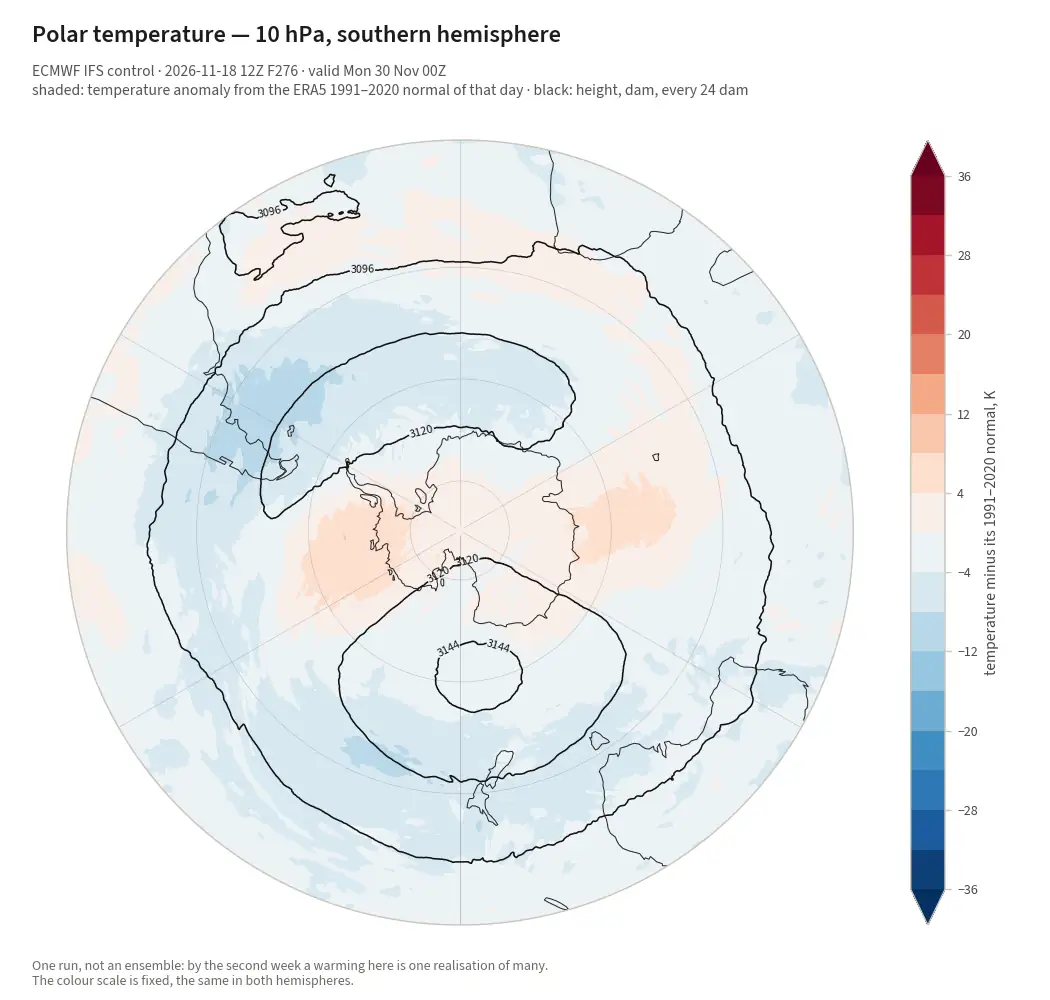 Polar temperature — 10 hPa, southern hemisphere
ECMWF IFS control · 2026-11-18 12Z F276 · valid Mon 30 Nov 00Z
shaded: temperature anomaly from the ERA5 1991–2020 normal of that day · black: height, dam, every 24 dam
3096
3096
3120
3120
3120
3144
3144
36
28
20
12
4
−4
−12
−20
−28
−36
temperature minus its 1991–2020 normal, K
One run, not an ensemble: by the second week a warming here is one realisation of many.
The colour scale is fixed, the same in both hemispheres.